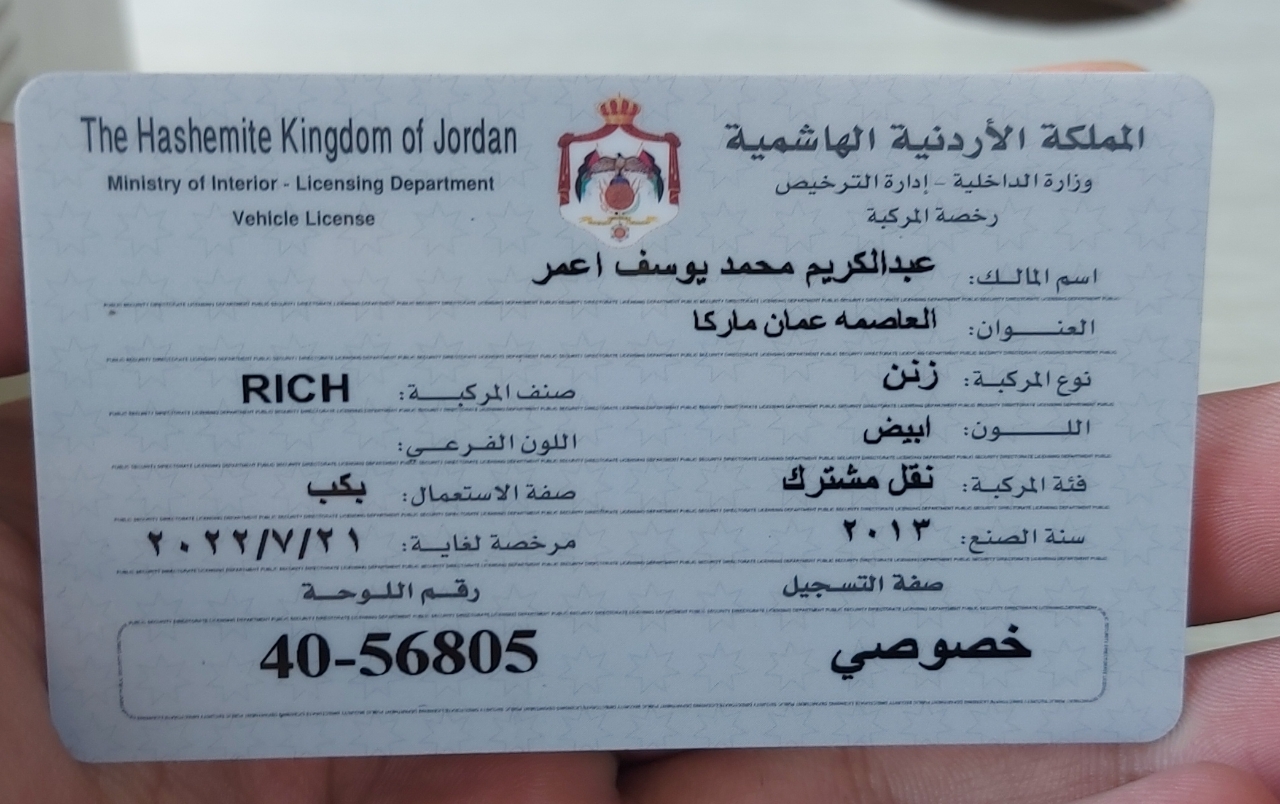 The Hashemite Kingdom of Jordan
Ministry of Interior - Licensing Department
Vehicle License
المملكة الأردنية الهاشمية
وزارة الداخلية - إدارة الترخيص
رخصة المركبة
اسم المالك: عبدالكريم محمد يوسف اعمر
العنوان: العاصمه عمان ماركا
نوع المركبة: زنن صنف المركبة: RICH
اللون: ابيض اللون الفرعي:
فئة المركبة: نقل مشترك صفة الاستعمال: بكب
سنة الصنع: ٢٠١٣ مرخصة لغاية: ٢٠٢٢/٧/٢١
صفة التسجيل رقم اللوحة
خصوصي 40-56805